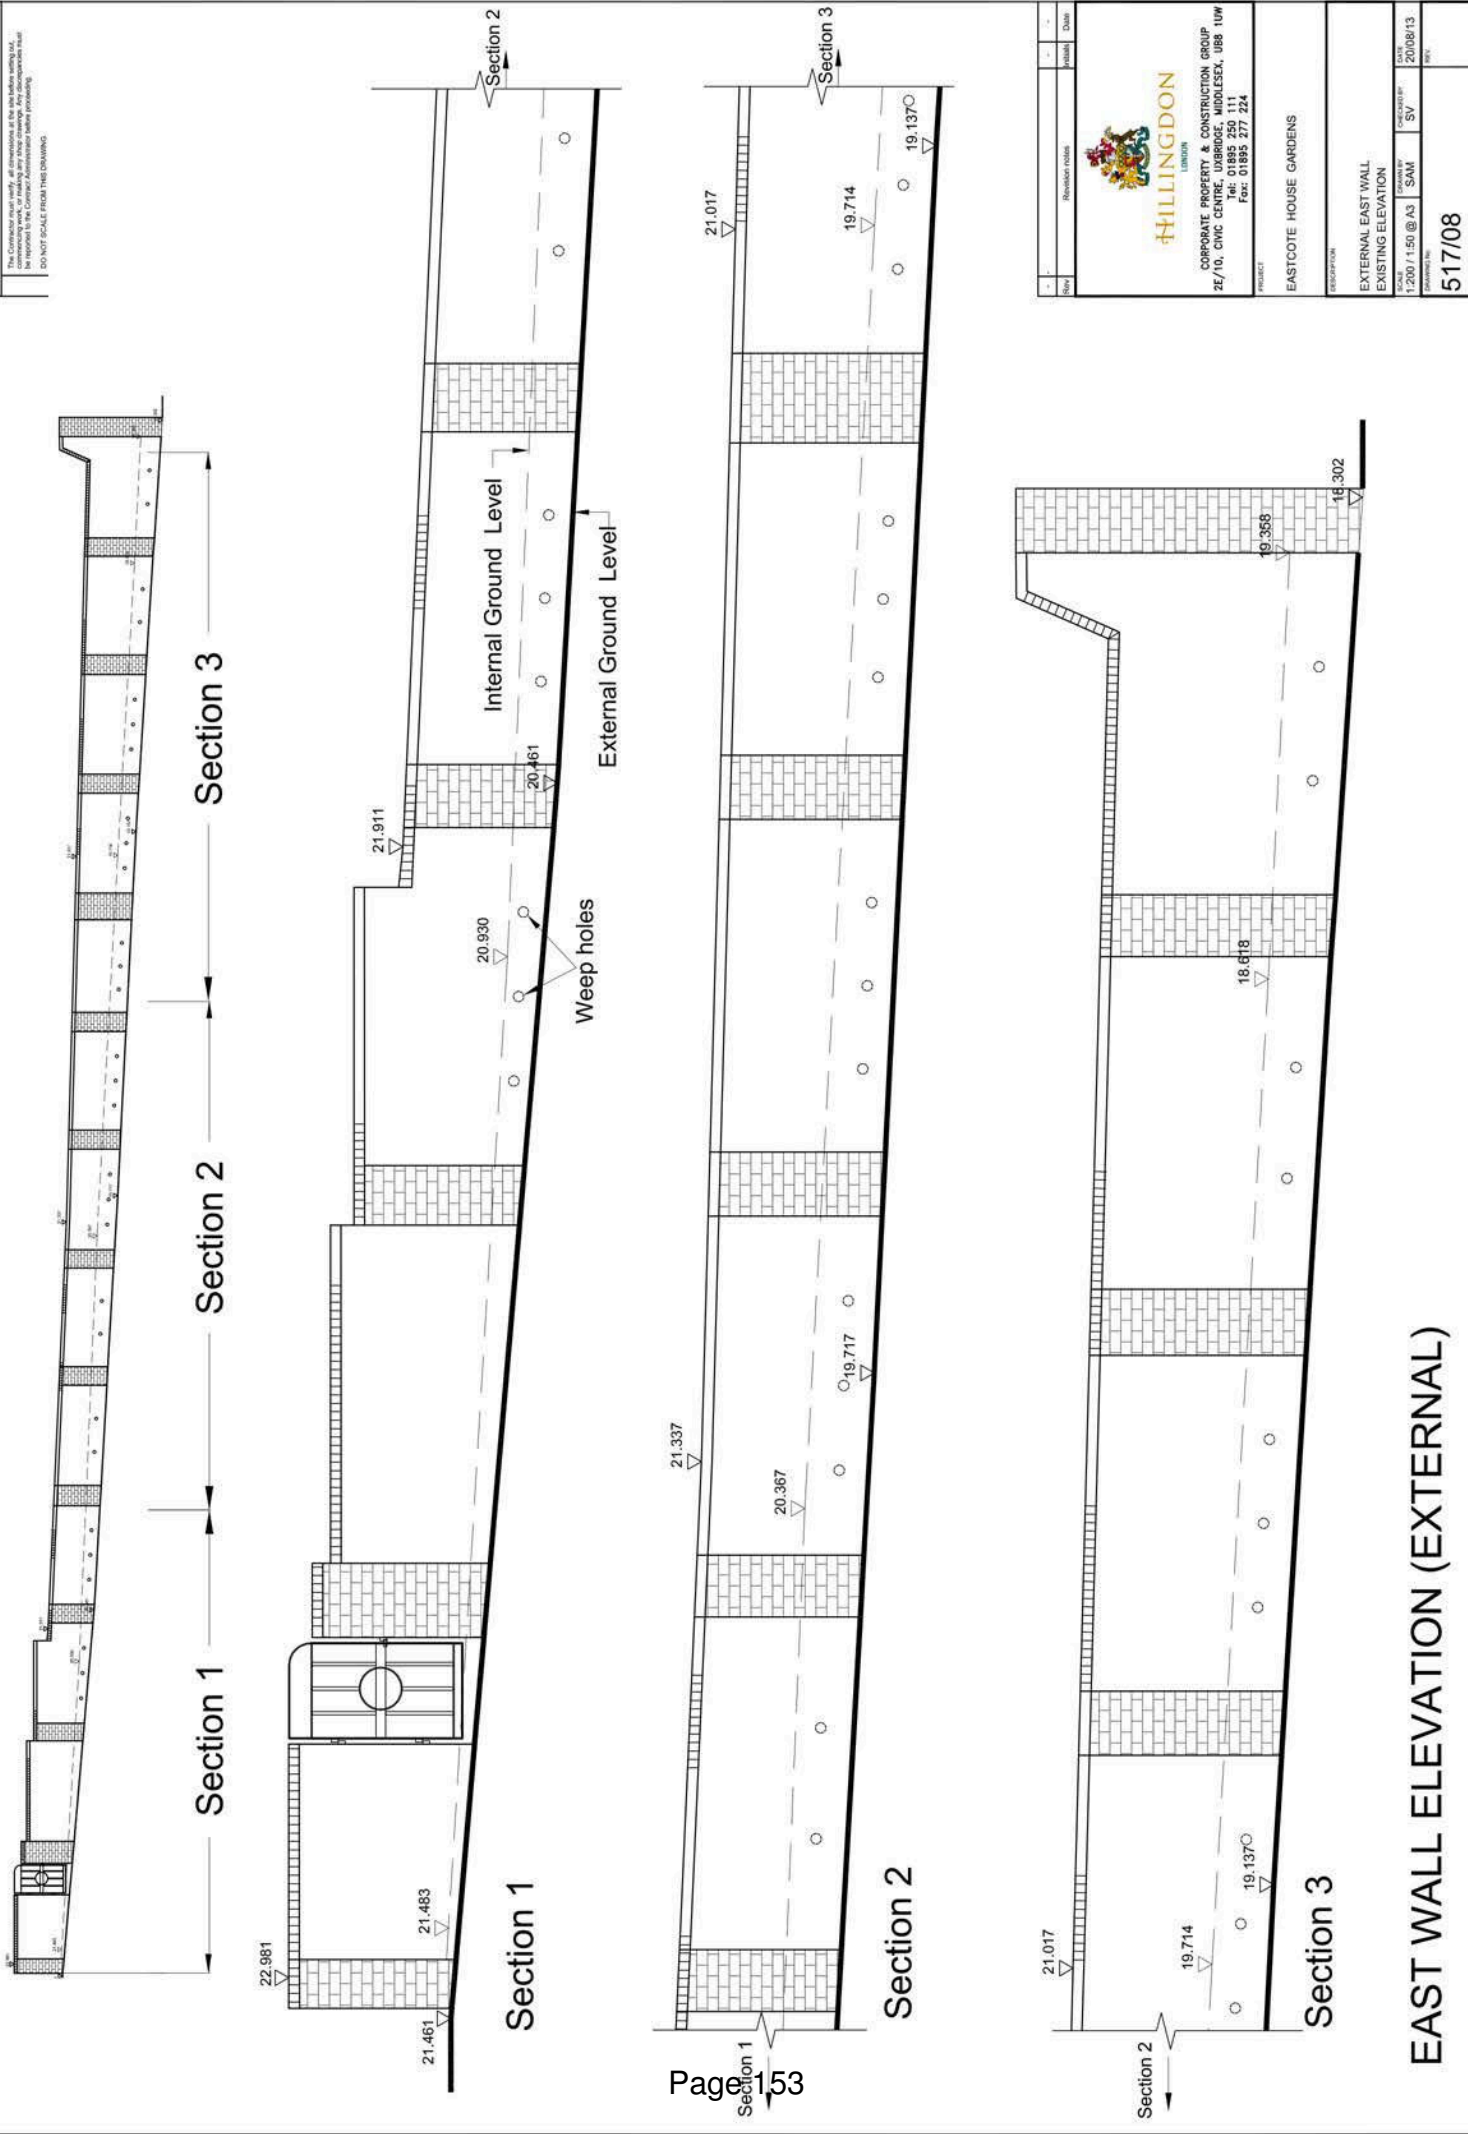 The Contractor must verify all dimensions at the site before setting out,
commencing work, or making any shop drawings. Any discrepancies must
be reported to the Contract Administrator before proceeding.
DO NOT SCALE FROM THIS DRAWING.
Section 1
Section 2
Section 3
22.981
21.461
21.483
20.930
21.911
20.461
Weep holes
Internal Ground Level
External Ground Level
Section 2
Section 1
Section 1
21.337
20.367
19.717
21.017
19.714
19.137
Section 3
Section 2
Section 2
21.017
19.714
19.137
18.618
19.358
18.302
Section 3
EAST WALL ELEVATION (EXTERNAL)
- - - -
Rev Revision notes Initials Date
HILLINGDON
LONDON
CORPORATE PROPERTY & CONSTRUCTION GROUP
2E/10, CIVIC CENTRE, UXBRIDGE, MIDDLESEX, UB8 1UW
Tel: 01895 250 111
Fax: 01895 277 224
PROJECT
EASTCOTE HOUSE GARDENS
DESCRIPTION
EXTERNAL EAST WALL
EXISTING ELEVATION
SCALE DRAWN BY CHECKED BY DATE
1:200 / 1:50 @ A3 SAM SV 20/08/13
DRAWING No. REV.
517/08
Page 153